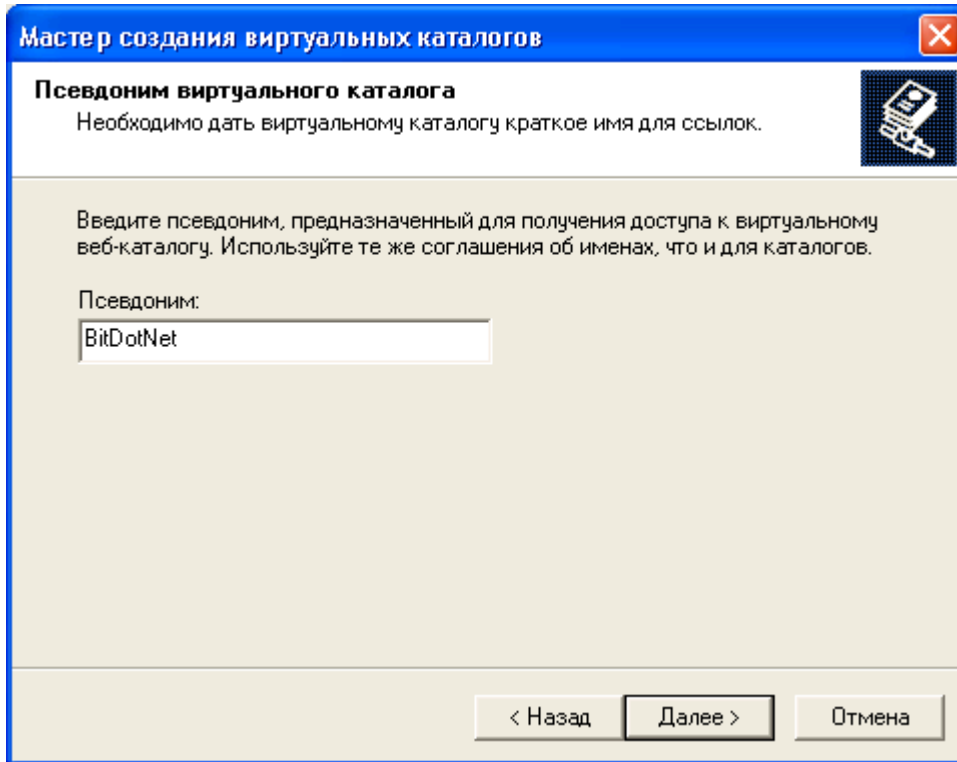 Мастер создания виртуальных каталогов
Псевдоним виртуального каталога
Необходимо дать виртуальному каталогу краткое имя для ссылок.
Введите псевдоним, предназначенный для получения доступа к виртуальному
веб-каталогу. Используйте те же соглашения об именах, что и для каталогов.
Псевдоним:
BitDotNet
< Назад
Далее >
Отмена